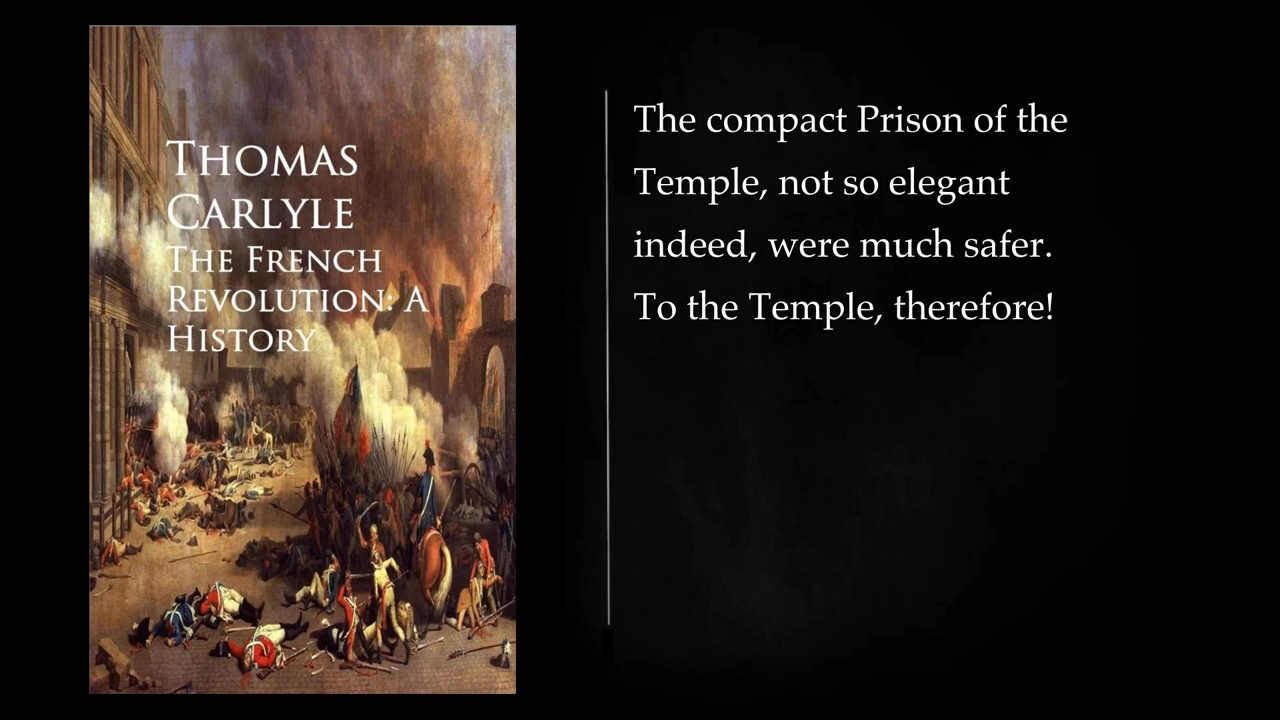 THOMAS
CARLYLE
THE FRENCH
REVOLUTION: A
HISTORY
The compact Prison of the
Temple, not so elegant
indeed, were much safer.
To the Temple, therefore!